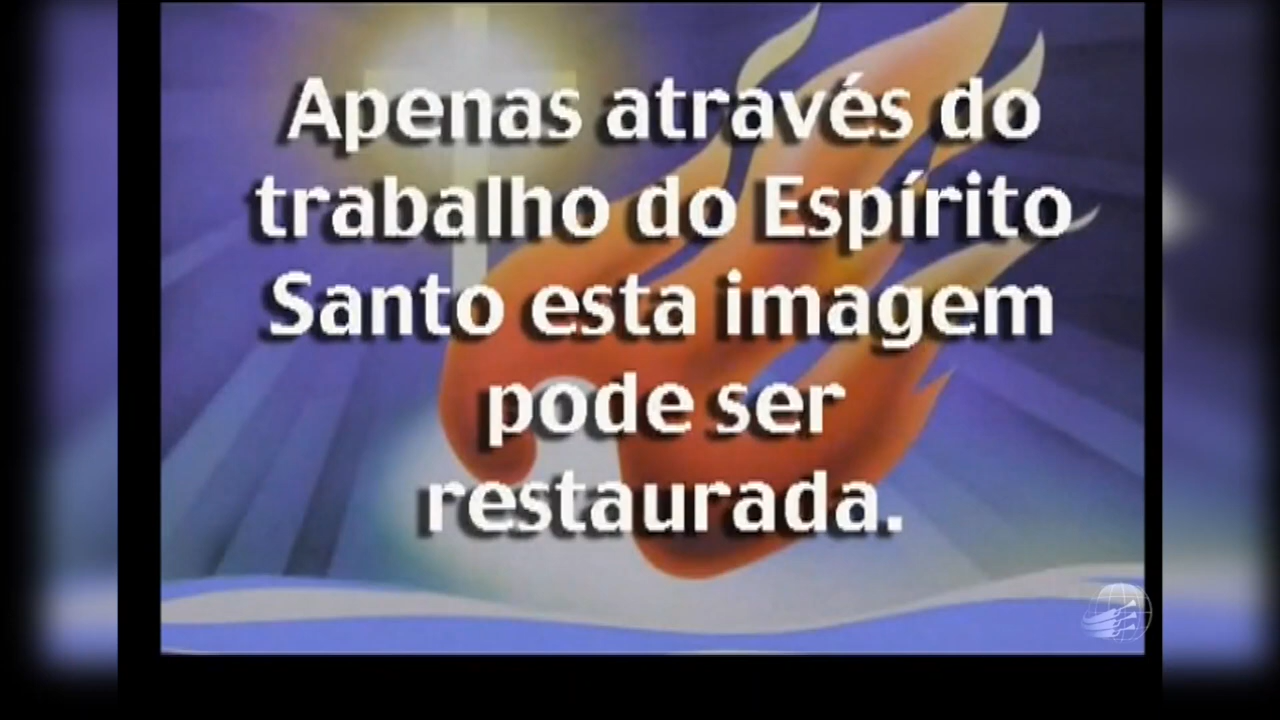 Apenas através do
trabalho do Espírito
Santo esta imagem
pode ser
restaurada.